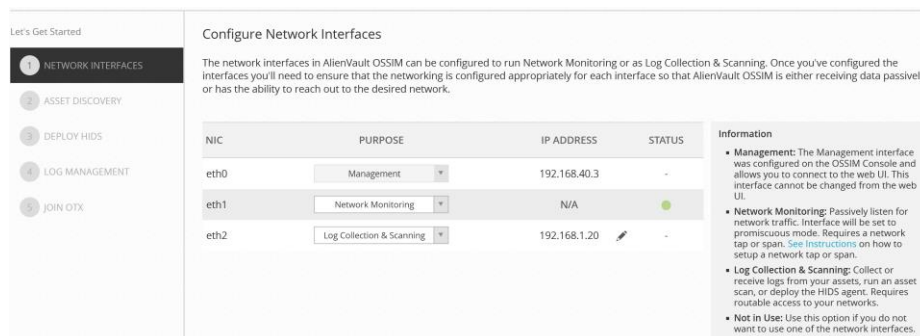 Let's Get Started
1 NETWORK INTERFACES
2 ASSET DISCOVERY
3 DEPLOY HIDS
4 LOG MANAGEMENT
5 JOIN OTX
Configure Network Interfaces
The network interfaces in AlienVault OSSIM can be configured to run Network Monitoring or as Log Collection & Scanning. Once you've configured the
interfaces you'll need to ensure that the networking is configured appropriately for each interface so that AlienVault OSSIM is either receiving data passivel
or has the ability to reach out to the desired network.
NIC PURPOSE IP ADDRESS STATUS
eth0 Management 192.168.40.3 -
eth1 Network Monitoring N/A
eth2 Log Collection & Scanning 192.168.1.20 -
Information
▪ Management: The Management interface
was configured on the OSSIM Console and
allows you to connect to the web UI. This
interface cannot be changed from the web
UI.
▪ Network Monitoring: Passively listen for
network traffic. Interface will be set to
promiscuous mode. Requires a network
tap or span. See Instructions on how to
setup a network tap or span.
▪ Log Collection & Scanning: Collect or
receive logs from your assets, run an asset
scan, or deploy the HIDS agent. Requires
routable access to your networks.
▪ Not in Use: Use this option if you do not
want to use one of the network interfaces.